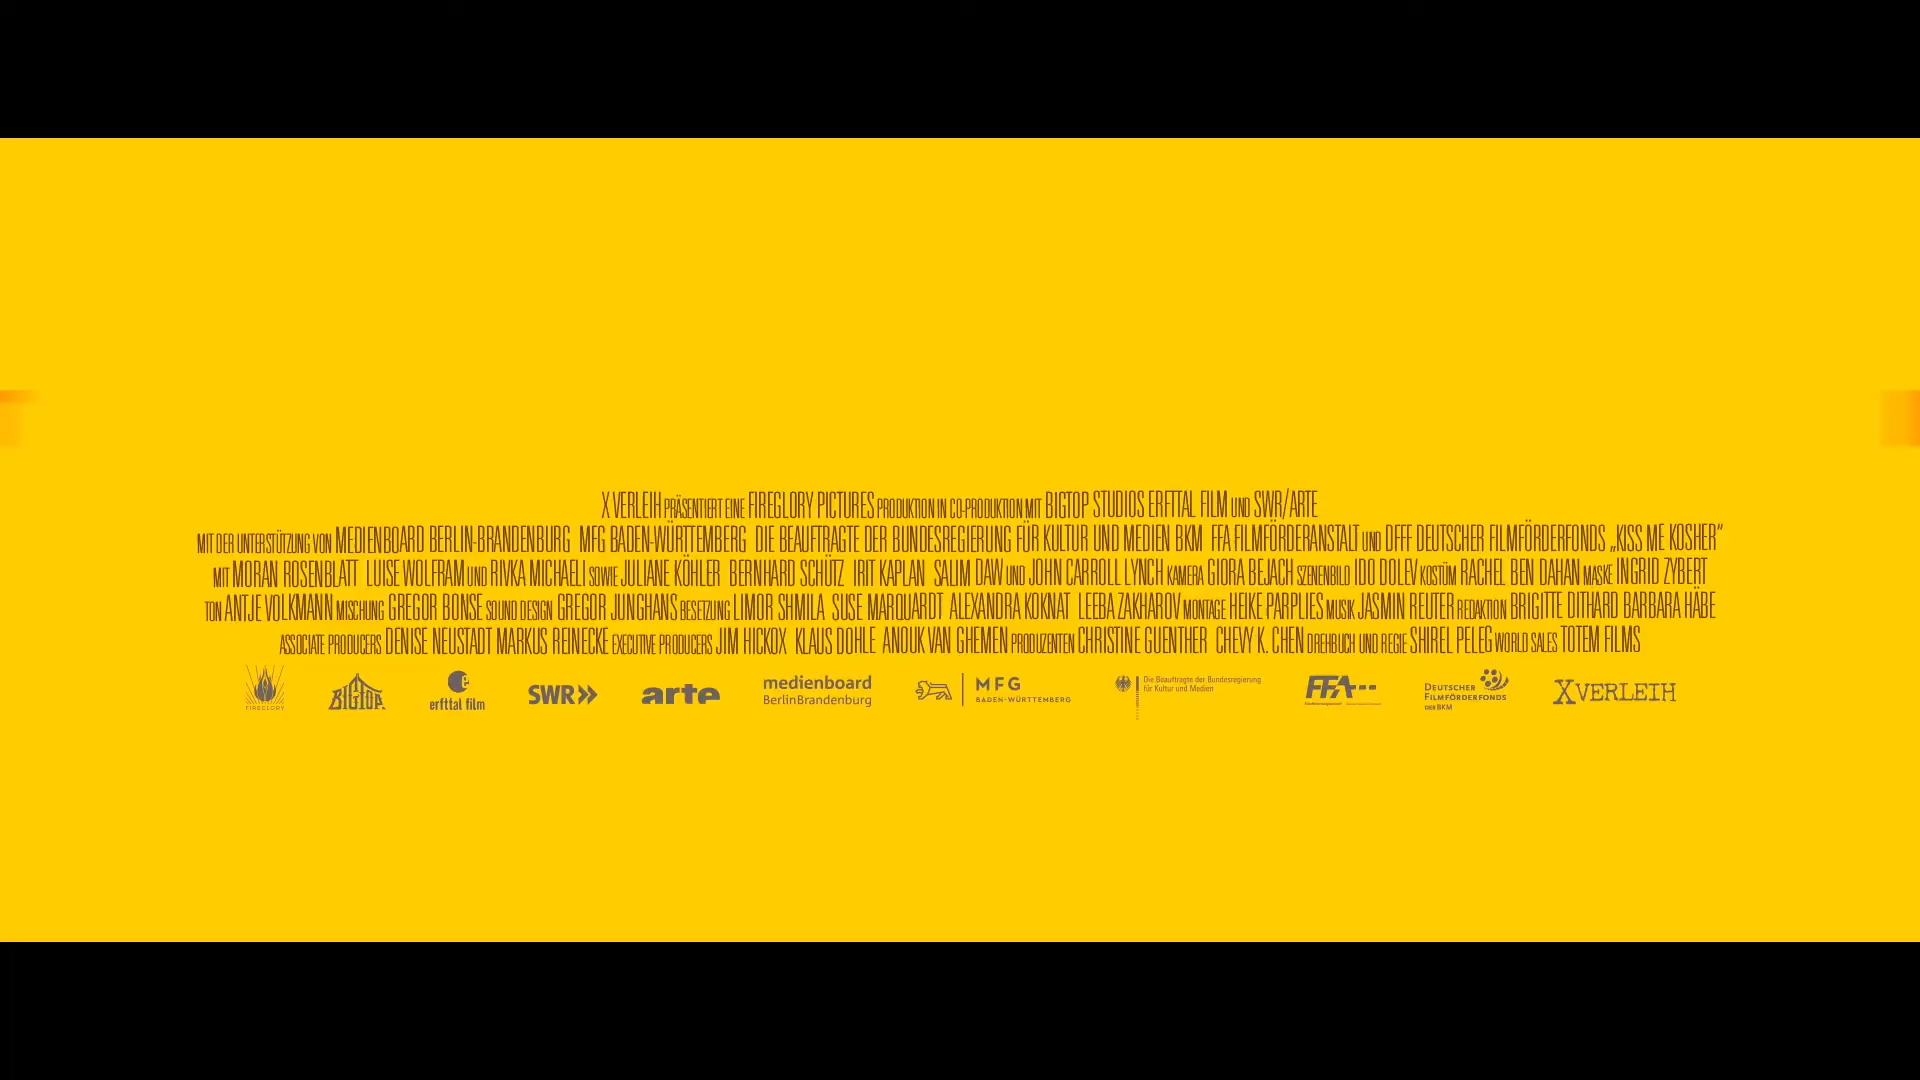 X VERLEIH PRÄSENTIERT EINE FIREGLORY PICTURES PRODUKTION IN CO-PRODUKTION MIT BIGTOP STUDIOS ERFTTAL FILM UND SWR/ARTE
MIT DER UNTERSTÜTZUNG VON MEDIENBOARD BERLIN-BRANDENBURG MFG BADEN-WÜRTTEMBERG DIE BEAUFTRAGTE DER BUNDESREGIERUNG FÜR KULTUR UND MEDIEN BKM FFA FILMFÖRDERANSTALT UND DFFF DEUTSCHER FILMFÖRDERFONDS „KISS ME KOSHER“
MIT MORAN ROSENBLATT LUISE WOLFRAM UND RIVKA MICHAELI SOWIE JULIANE KÖHLER BERNHARD SCHÜTZ IRIT KAPLAN SALIM DAW UND JOHN CARROLL LYNCH KAMERA GIORA BEJACH SZENENBILD IDO DOLEV KOSTÜM RACHEL BEN DAHAN MASKE INGRID ZYBERT
TON ANTJE VOLKMANN MISCHUNG GREGOR BONSE SOUND DESIGN GREGOR JUNGHANS BESETZUNG LIMOR SHMILA SUSE MARQUARDT ALEXANDRA KOKNAT LEEBA ZAKHAROV MONTAGE HEIKE PARPLIES MUSIK JASMIN REUTER REDAKTION BRIGITTE DITHARD BARBARA HÄBE
ASSOCIATE PRODUCERS DENISE NEUSTADT MARKUS REINECKE EXECUTIVE PRODUCERS JIM HICKOX KLAUS DOHLE ANOUK VAN GHEMEN PRODUZENTEN CHRISTINE GUENTHER CHEVY K. CHEN DREHBUCH UND REGIE SHIREL PELEG WORLD SALES TOTEM FILMS
FIREGLORY
BIGTOP
erfttal film
SWR
arte
medienboard
BerlinBrandenburg
MFG
BADEN-WÜRTTEMBERG
Die Beauftragte der Bundesregierung
für Kultur und Medien
FFA
DEUTSCHER
FILMFÖRDERFONDS
DER BKM
X VERLEIH